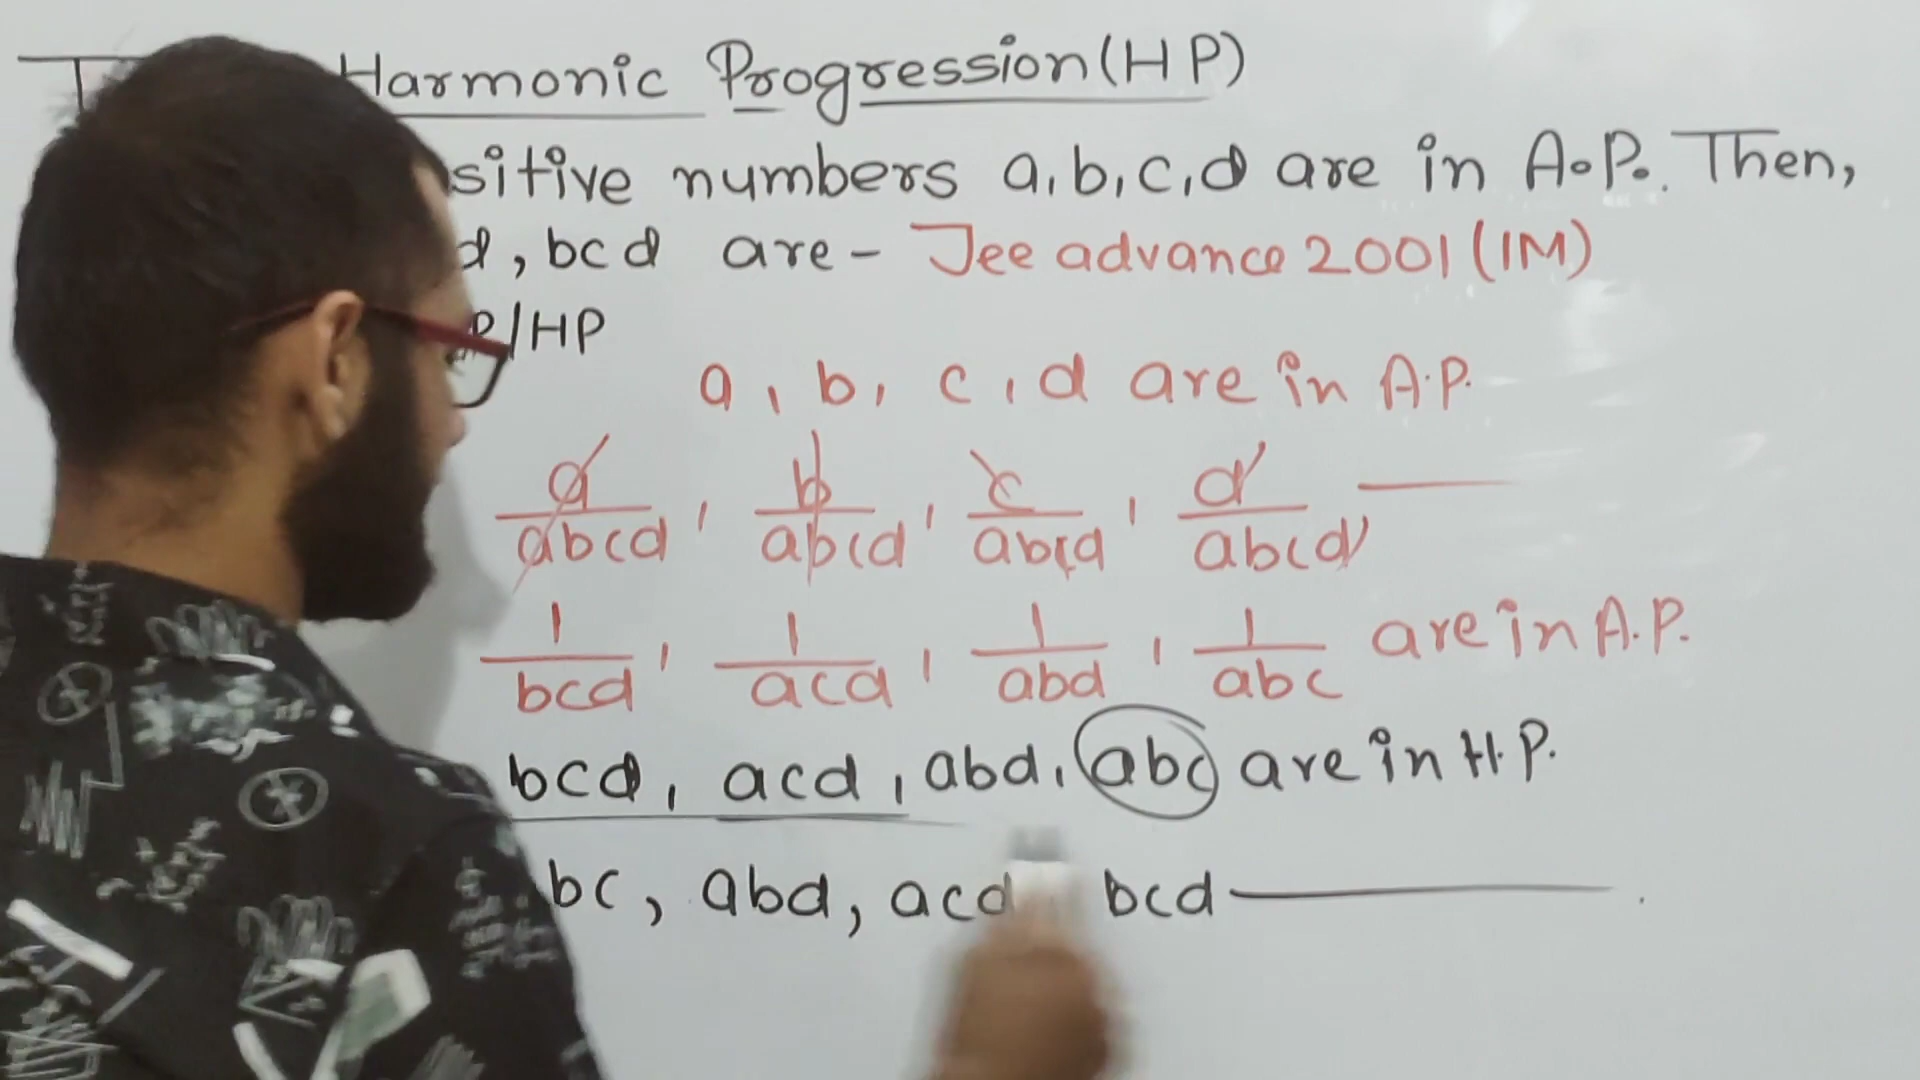 Harmonic Progression (HP)
sitive numbers a, b, c, d are in A.P. Then,
d, bcd are - Jee advance 2001 (1M)
P/HP
a, b, c, d are in A.P.
a/abcd, b/abcd, c/abcd, d/abcd
1/bcd, 1/acd, 1/abd, 1/abc are in A.P.
bcd, acd, abd, abc are in H.P.
bc, abd, acd bcd